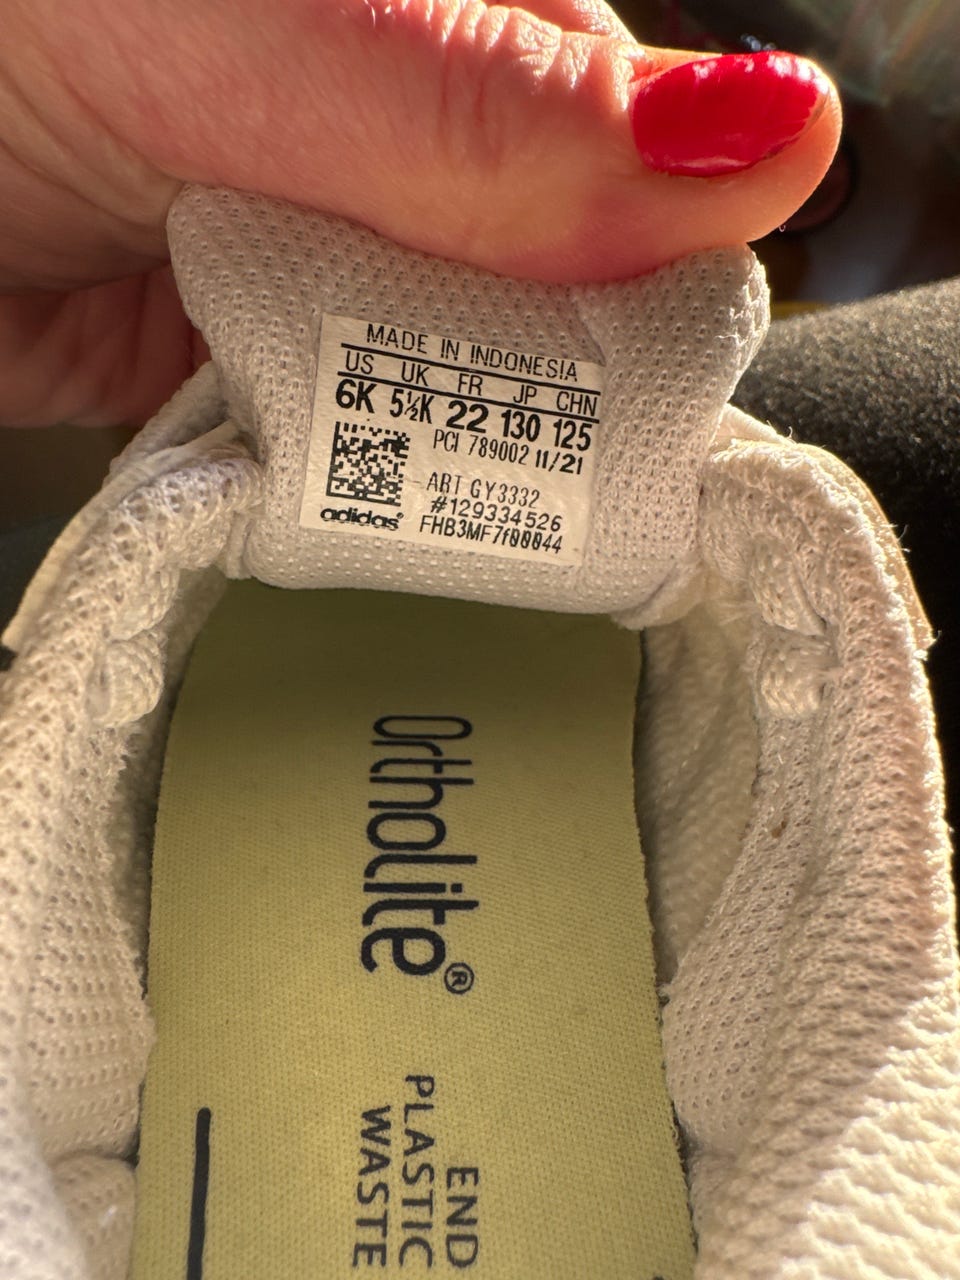 MADE IN INDONESIA
US UK FR JP CHN
6K 5½K 22 130 125
PCI 789002 11/21
ART GY3332
#129334526
adidas® FHB3MF7f00044
Ortholite®
END
PLASTIC
WASTE